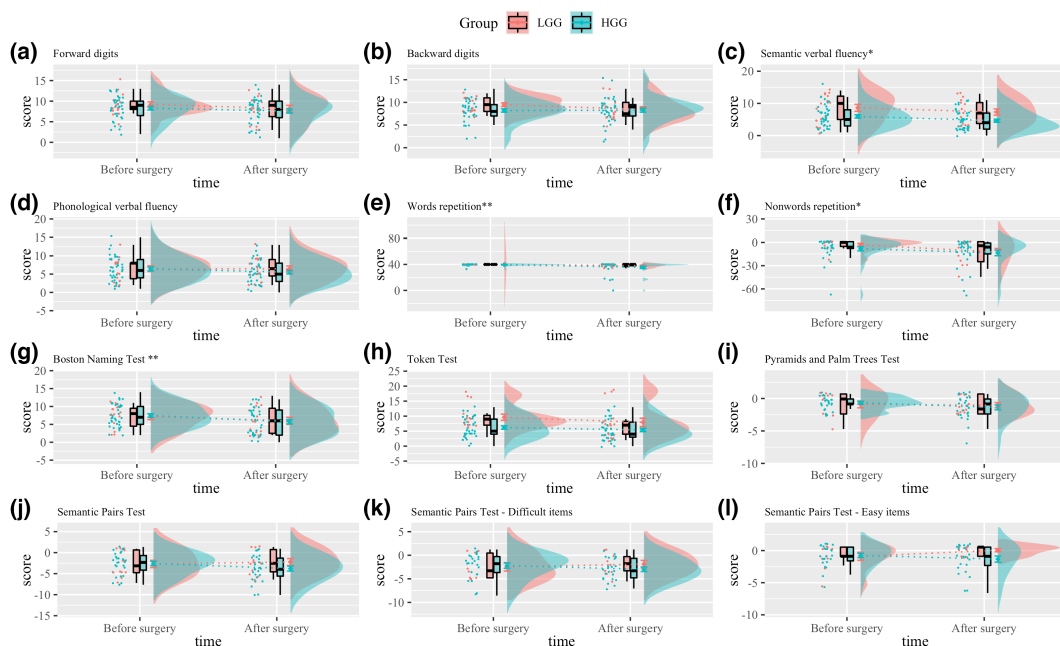 Group LGG HGG
(a) Forward digits
15
10
5
0
score
Before surgery After surgery
time
(b) Backward digits
15
10
5
0
score
Before surgery After surgery
time
(c) Semantic verbal fluency*
20
10
0
score
Before surgery After surgery
time
(d) Phonological verbal fluency
20
15
10
5
0
-5
score
Before surgery After surgery
time
(e) Words repetition**
80
40
0
score
Before surgery After surgery
time
(f) Nonwords repetition*
30
0
-30
-60
score
Before surgery After surgery
time
(g) Boston Naming Test **
20
15
10
5
0
-5
score
Before surgery After surgery
time
(h) Token Test
25
20
15
10
5
0
-5
score
Before surgery After surgery
time
(i) Pyramids and Palm Trees Test
5
0
-5
-10
score
Before surgery After surgery
time
(j) Semantic Pairs Test
5
0
-5
-10
-15
score
Before surgery After surgery
time
(k) Semantic Pairs Test - Difficult items
5
0
-5
-10
score
Before surgery After surgery
time
(l) Semantic Pairs Test - Easy items
5
0
-5
-10
score
Before surgery After surgery
time